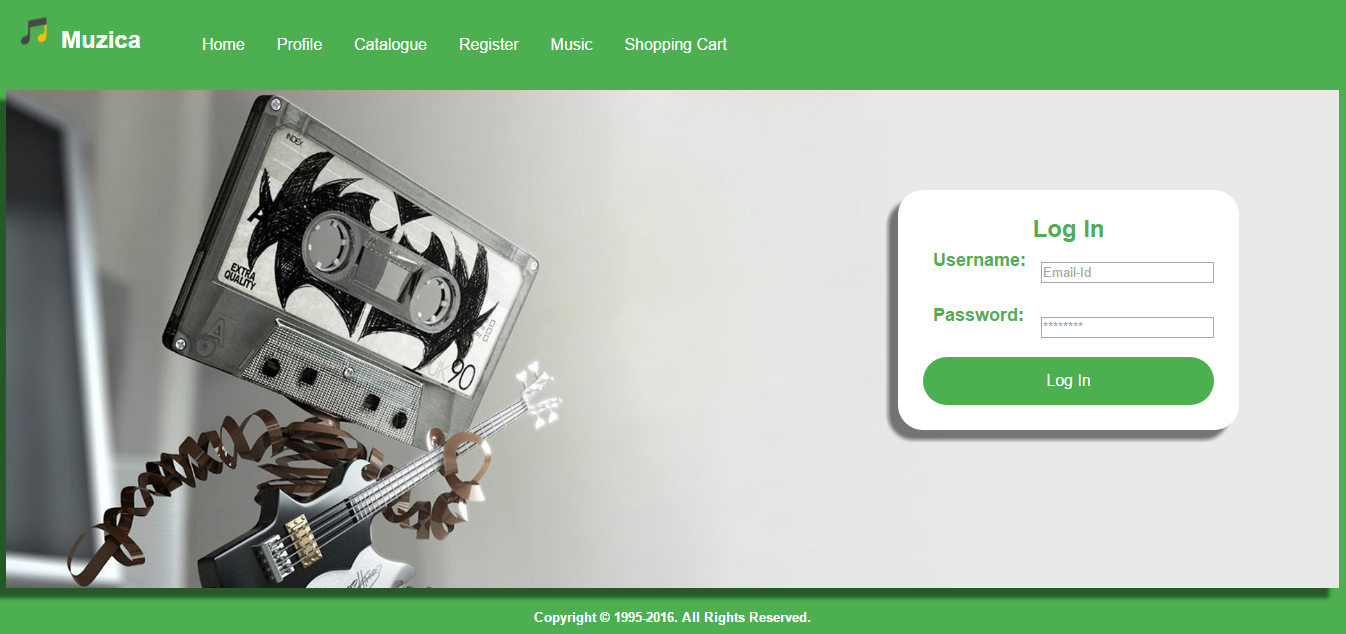 Muzica
Home Profile Catalogue Register Music Shopping Cart
INDEX
A
EXTRA
QUALITY
A
90
Log In
Username: Email-Id
Password: ********
Log In
Copyright © 1995-2016. All Rights Reserved.